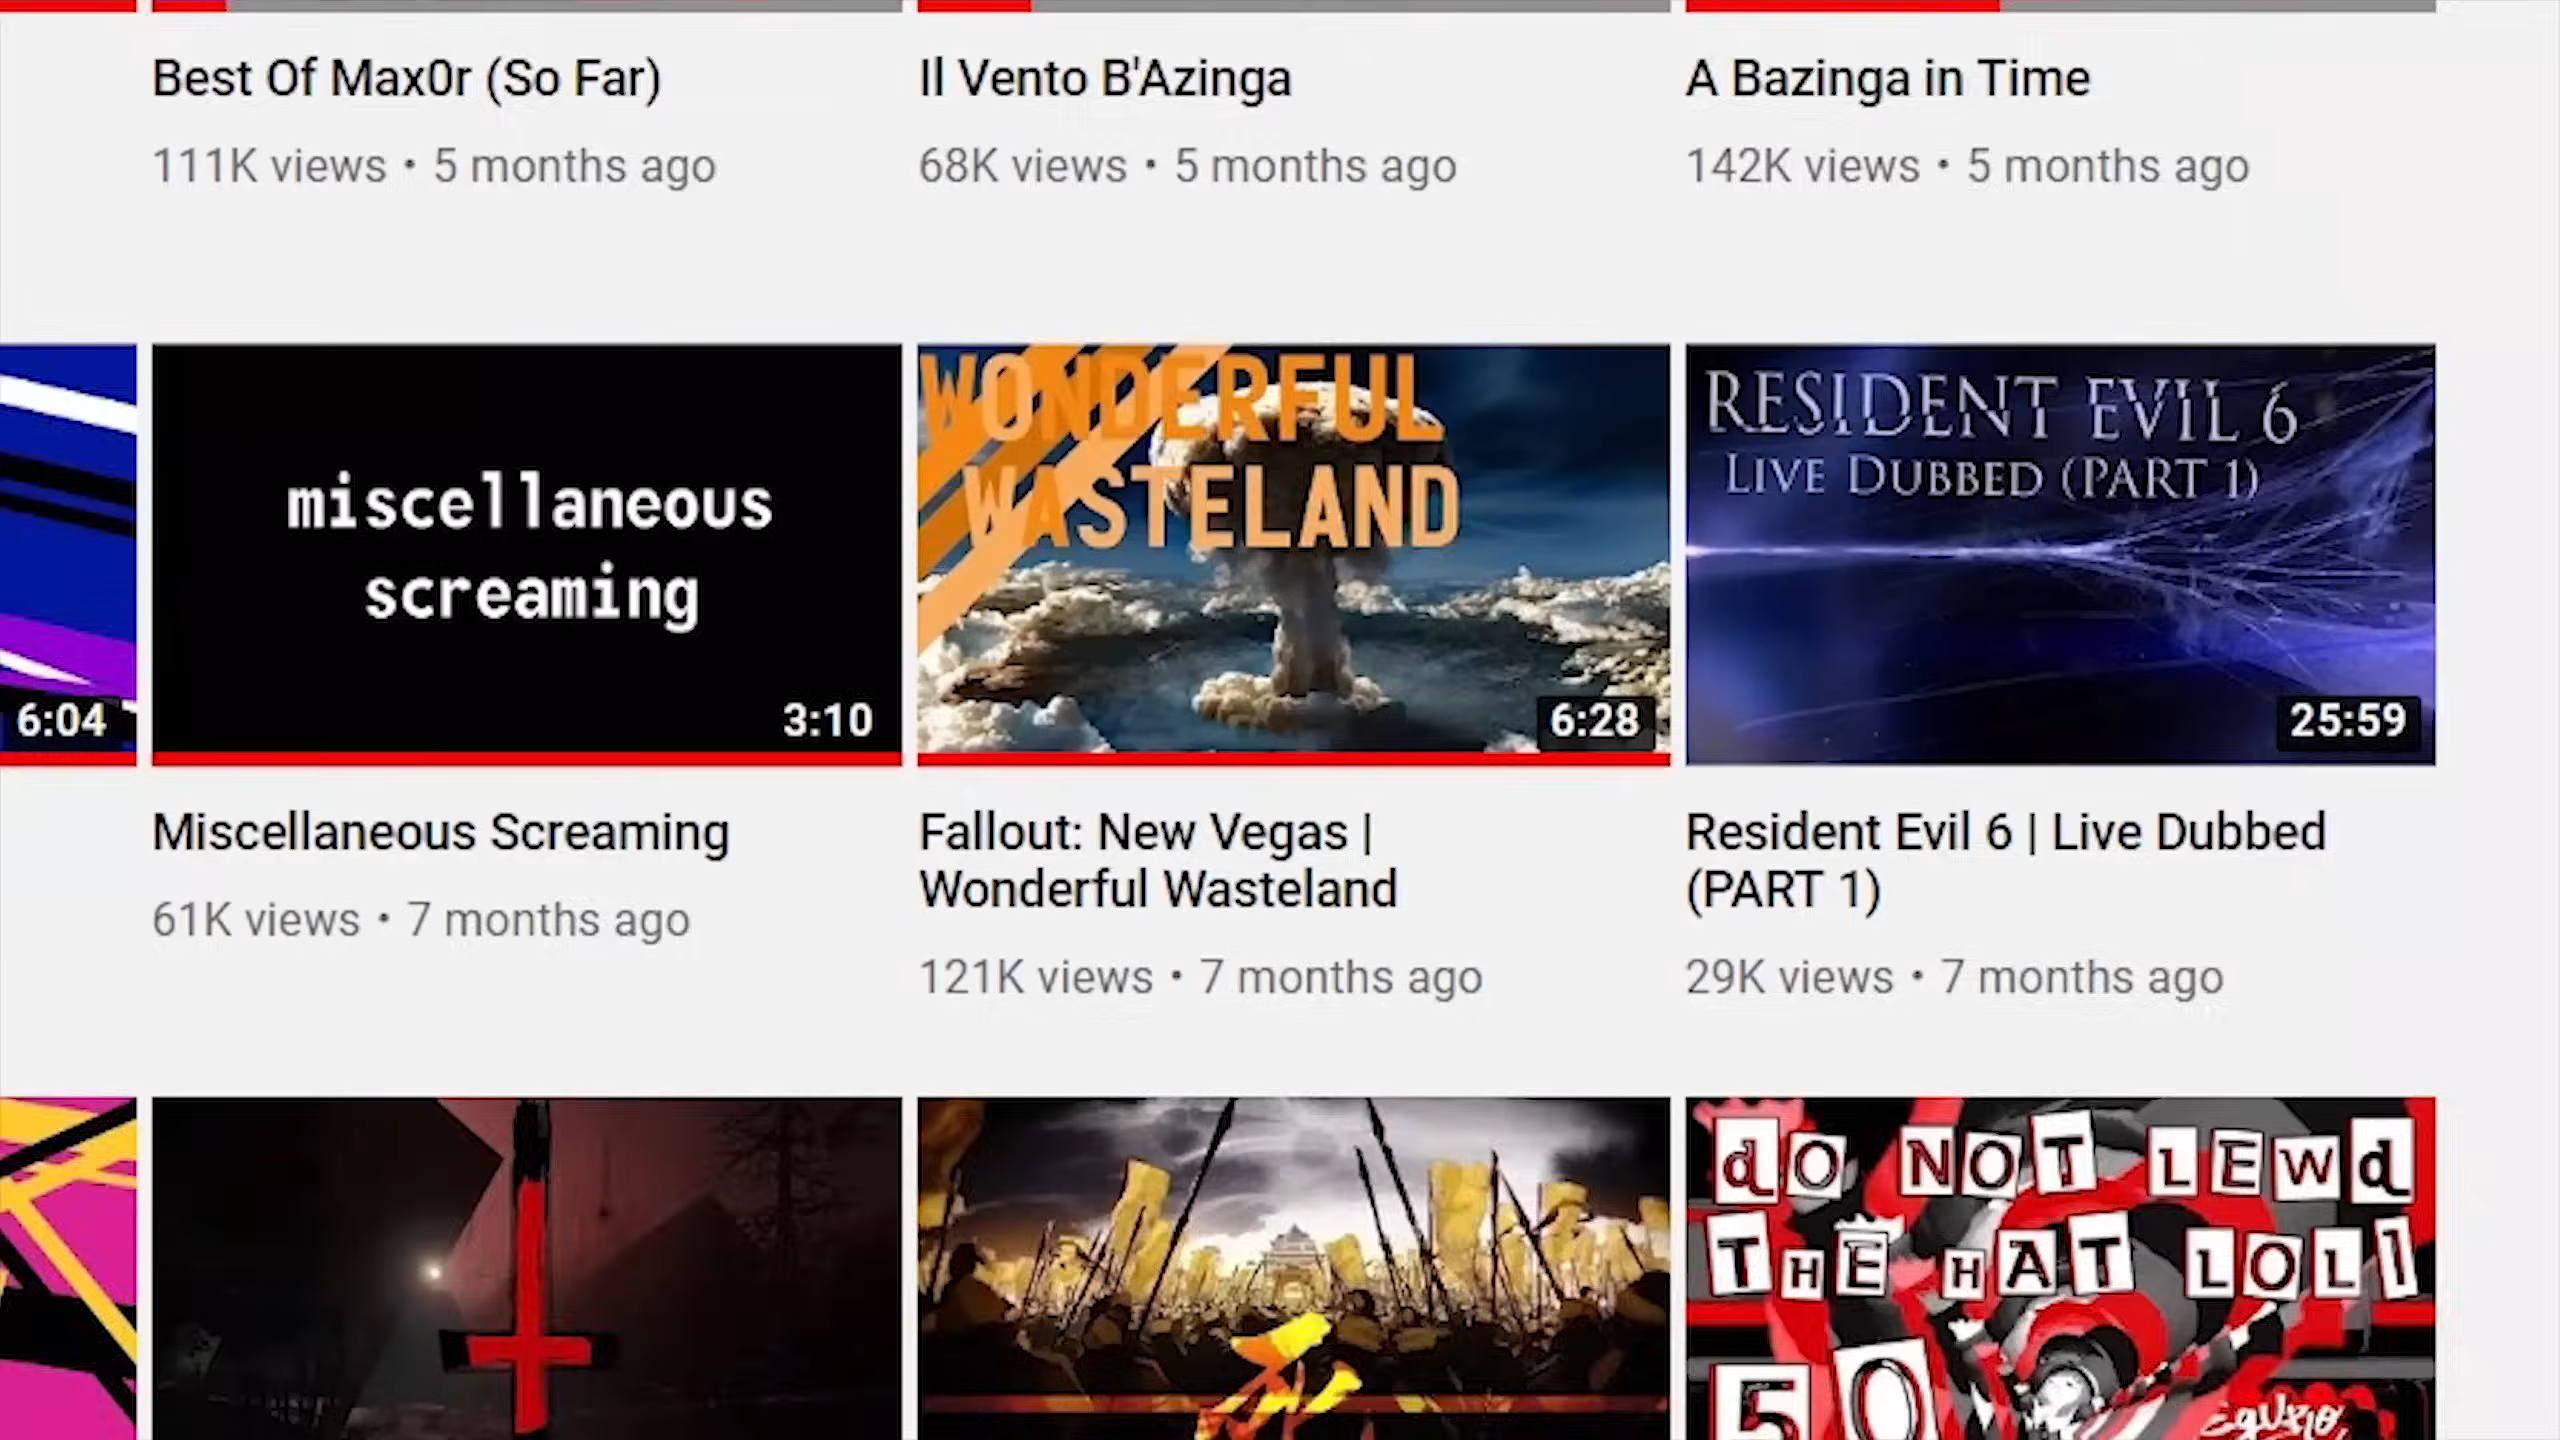 Best Of Max0r (So Far)
111K views • 5 months ago
Il Vento B'Azinga
68K views • 5 months ago
A Bazinga in Time
142K views • 5 months ago
6:04
miscellaneous
screaming
3:10
Miscellaneous Screaming
61K views • 7 months ago
WONDERFUL
WASTELAND
6:28
Fallout: New Vegas |
Wonderful Wasteland
121K views • 7 months ago
RESIDENT EVIL 6
LIVE DUBBED (PART 1)
25:59
Resident Evil 6 | Live Dubbed
(PART 1)
29K views • 7 months ago
dO NOT LEWd
THE HAT LOLI
50